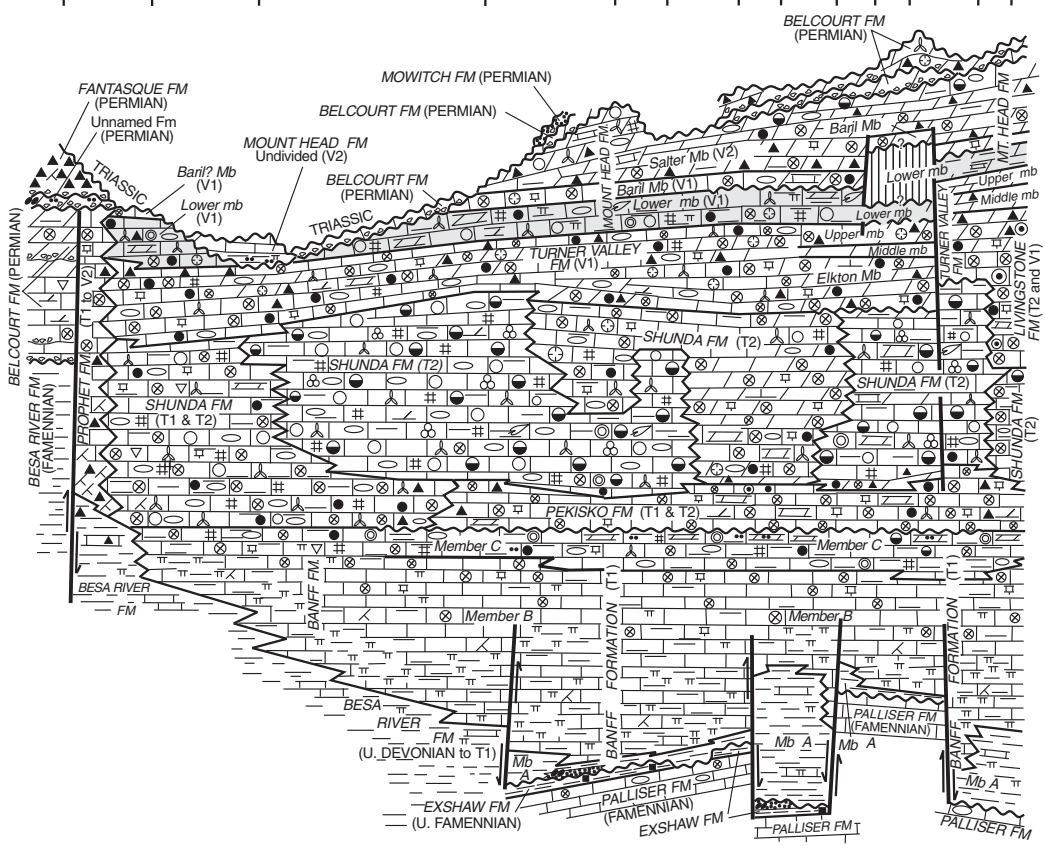 BELCOURT FM
(PERMIAN)
MOWITCH FM (PERMIAN)
FANTASQUE FM
(PERMIAN)
Unnamed Fm
(PERMIAN)
BELCOURT FM (PERMIAN)
MOUNT HEAD FM
Undivided (V2)
TRIASSIC
Baril? Mb
(V1)
Lower mb
(V1)
BELCOURT FM
(PERMIAN)
TRIASSIC
MOUNT HEAD FM
Salter Mb (V2)
Baril Mb (V1)
Lower mb (V1)
Baril Mb
?
Lower mb
?
Lower mb
MT. HEAD FM
Upper mb
Middle mb
Upper mb
Middle mb
Elkton Mb
TURNER VALLEY
FM (V1)
TURNER VALLEY
FM
LIVINGSTONE
FM (T2 and V1)
BELCOURT FM (PERMIAN)
PROPHET FM (T1 to V2)
BESA RIVER FM
(FAMENNIAN)
SHUNDA FM
(T1 & T2)
SHUNDA FM (T2)
SHUNDA FM (T2)
SHUNDA FM (T2)
SHUNDA FM
(T2)
PEKISKO FM (T1 & T2)
Member C
Member C
BESA RIVER
FM
BANFF FM
Member B
Member B
BANFF FORMATION (T1)
BANFF FORMATION (T1)
BESA
RIVER
FM
(U. DEVONIAN to T1)
Mb
A
Mb A
Mb A
Mb A
PALLISER FM
(FAMENNIAN)
PALLISER FM
(FAMENNIAN)
EXSHAW FM
(U. FAMENNIAN)
EXSHAW FM
PALLISER FM
PALLISER FM